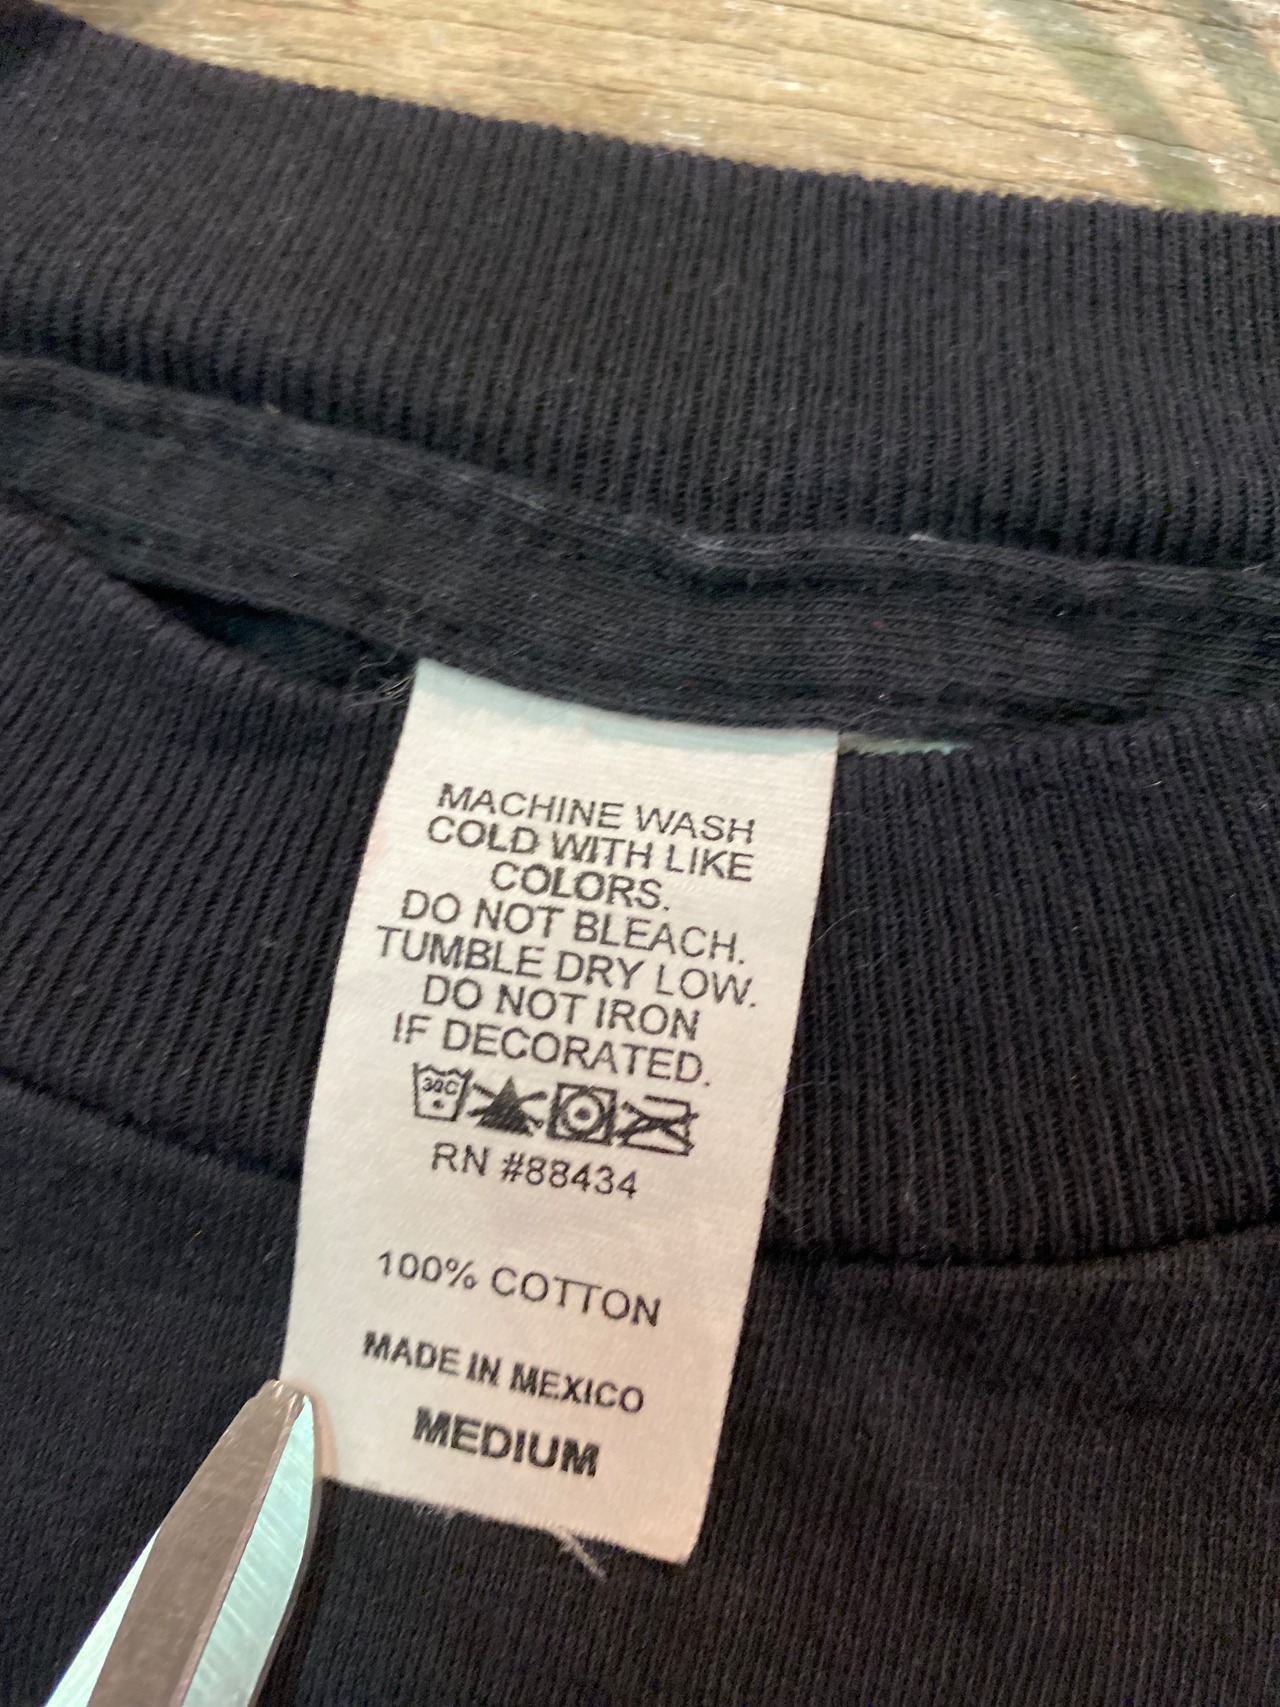 MACHINE WASH
COLD WITH LIKE
COLORS.
DO NOT BLEACH.
TUMBLE DRY LOW.
DO NOT IRON
IF DECORATED.
30C
RN #88434
100% COTTON
MADE IN MEXICO
MEDIUM